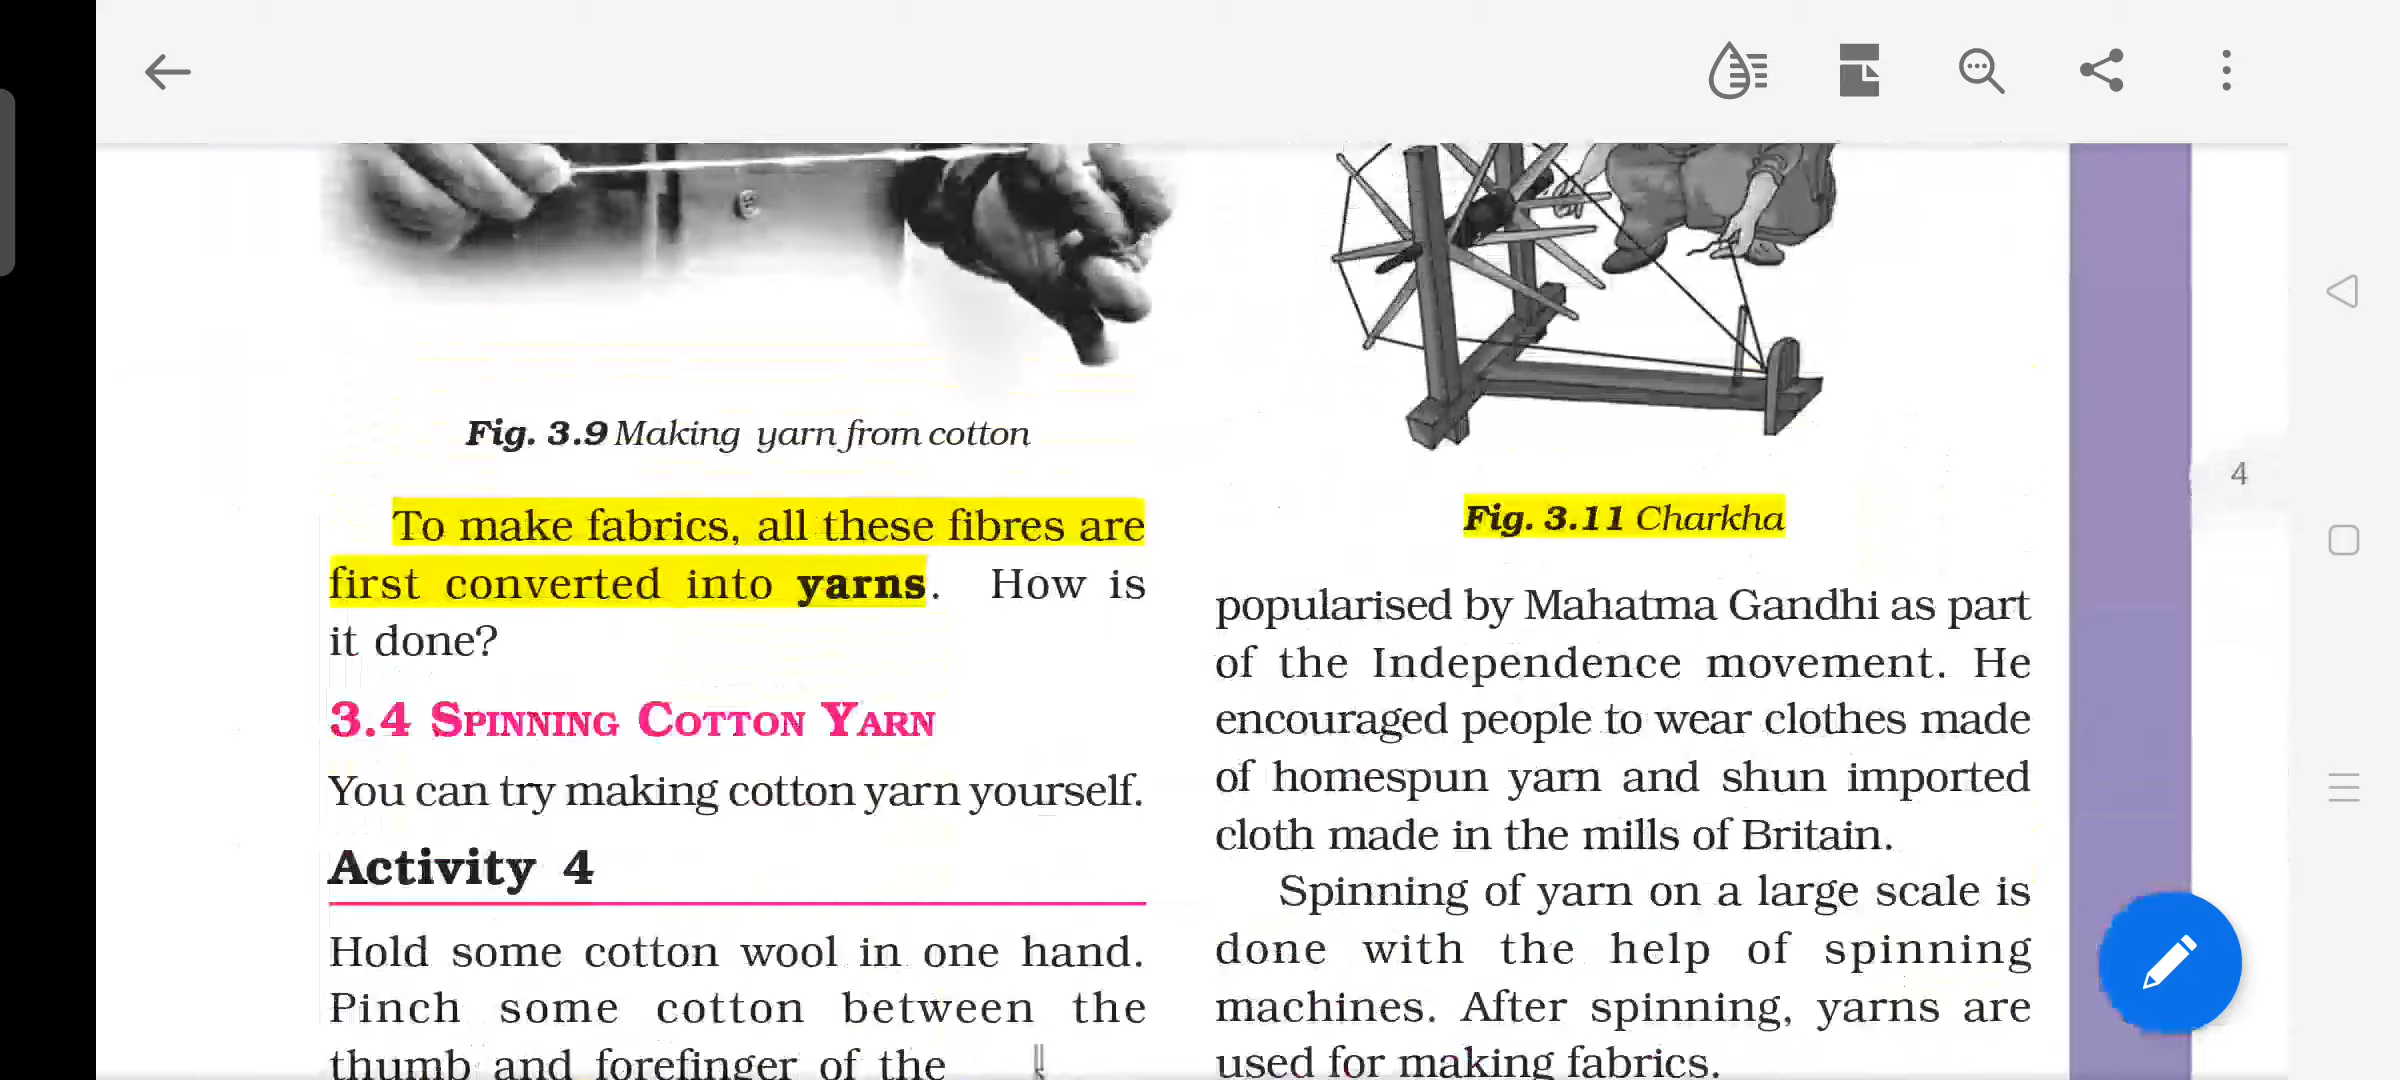 Fig. 3.9 Making yarn from cotton
To make fabrics, all these fibres are
first converted into yarns. How is
it done?
3.4 SPINNING COTTON YARN
You can try making cotton yarn yourself.
Activity 4
Hold some cotton wool in one hand.
Pinch some cotton between the
thumb and forefinger of the
Fig. 3.11 Charkha
popularised by Mahatma Gandhi as part
of the Independence movement. He
encouraged people to wear clothes made
of homespun yarn and shun imported
cloth made in the mills of Britain.
Spinning of yarn on a large scale is
done with the help of spinning
machines. After spinning, yarns are
used for making fabrics.
4